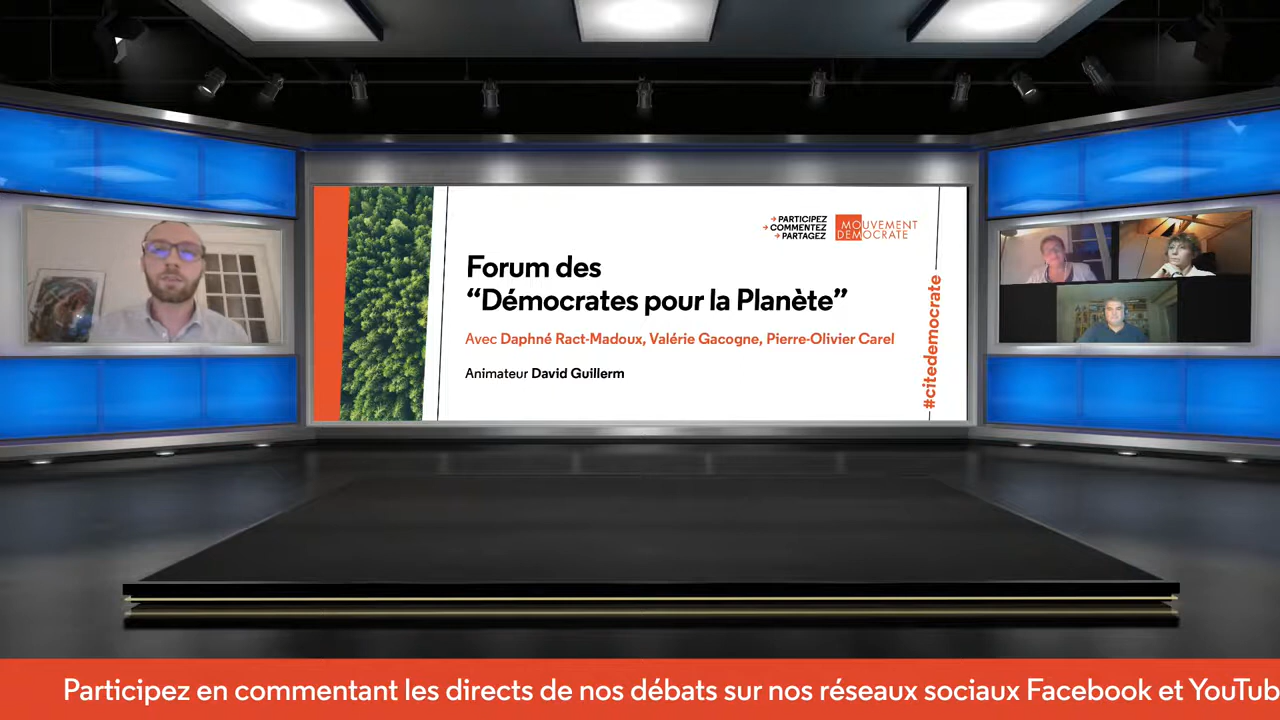 PARTICIPEZ
COMMENTEZ
PARTAGEZ
MOUVEMENT
DEMOCRATE
Forum des
“Démocrates pour la Planète”
Avec Daphné Ract-Madoux, Valérie Gacogne, Pierre-Olivier Carel
Animateur David Guillerm
#citedemocrate
Participez en commentant les directs de nos débats sur nos réseaux sociaux Facebook et YouTub